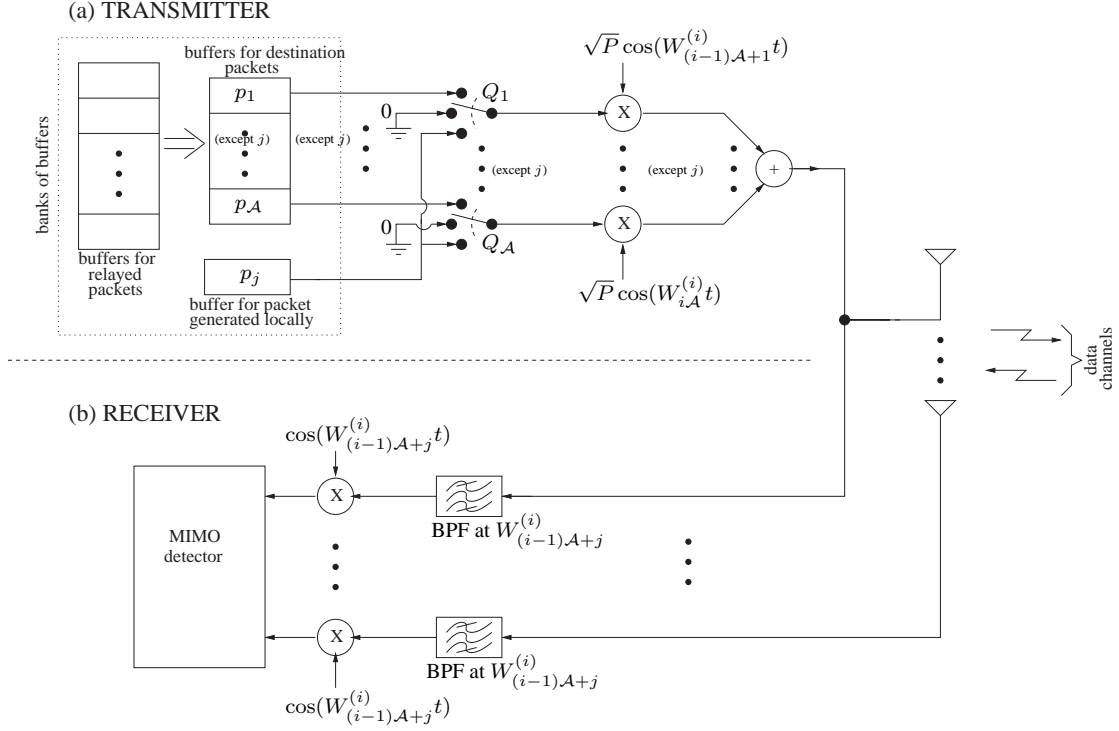 (a) TRANSMITTER
buffers for destination
packets
banks of buffers
p_1
(except j)
(except j)
p_𝒜
buffers for
relayed
packets
p_j
buffer for packet
generated locally
0
Q_1
(except j)
0
Q_𝒜
√P cos(W^{(i)}_{(i−1)𝒜+1} t)
X
(except j)
X
√P cos(W^{(i)}_{i𝒜} t)
+
data
channels
(b) RECEIVER
cos(W^{(i)}_{(i−1)𝒜+j} t)
X
BPF at W^{(i)}_{(i−1)𝒜+j}
MIMO
detector
X
BPF at W^{(i)}_{(i−1)𝒜+j}
cos(W^{(i)}_{(i−1)𝒜+j} t)